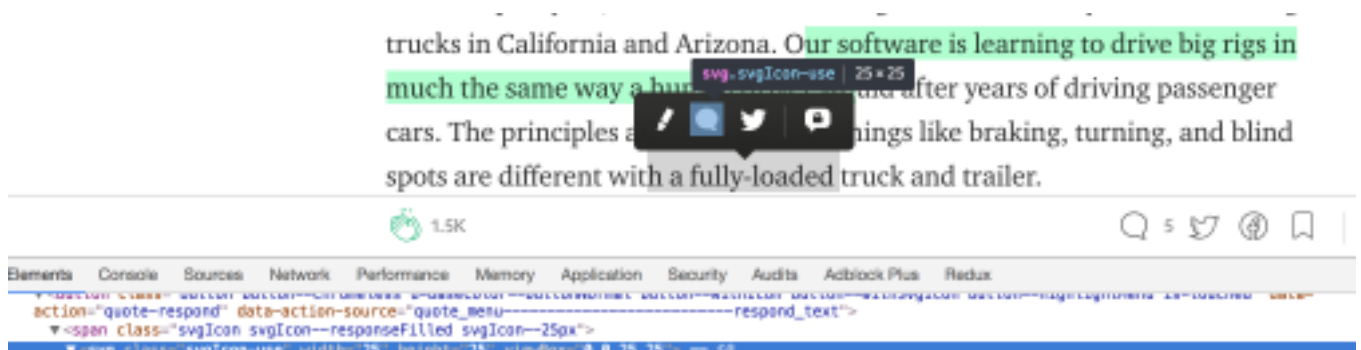 trucks in California and Arizona. Our software is learning to drive big rigs in
svg.svgIcon-use | 25×25
much the same way a after years of driving passenger
cars. The principles hings like braking, turning, and blind
spots are different with a fully-loaded truck and trailer.
1.5K 5
Elements Console Sources Network Performance Memory Application Security Audits Adblock Plus Redux
action="quote-respond" data-action-source="quote_menu--------------------------respond_text">
▼<span class="svgIcon svgIcon--responseFilled svgIcon--25px">